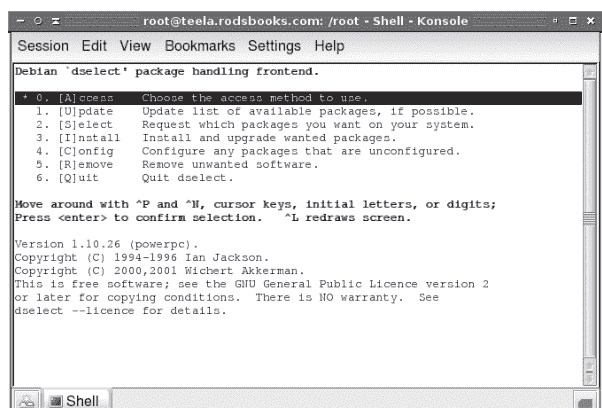 root@teela.rodsbooks.com: /root - Shell - Konsole
Session Edit View Bookmarks Settings Help
Debian `dselect' package handling frontend.
* 0. [A]ccess Choose the access method to use.
1. [U]pdate Update list of available packages, if possible.
2. [S]elect Request which packages you want on your system.
3. [I]nstall Install and upgrade wanted packages.
4. [C]onfig Configure any packages that are unconfigured.
5. [R]emove Remove unwanted software.
6. [Q]uit Quit dselect.
Move around with ^P and ^N, cursor keys, initial letters, or digits;
Press <enter> to confirm selection. ^L redraws screen.
Version 1.10.26 (powerpc).
Copyright (C) 1994-1996 Ian Jackson.
Copyright (C) 2000,2001 Wichert Akkerman.
This is free software; see the GNU General Public Licence version 2
or later for copying conditions. There is NO warranty. See
dselect --licence for details.
Shell